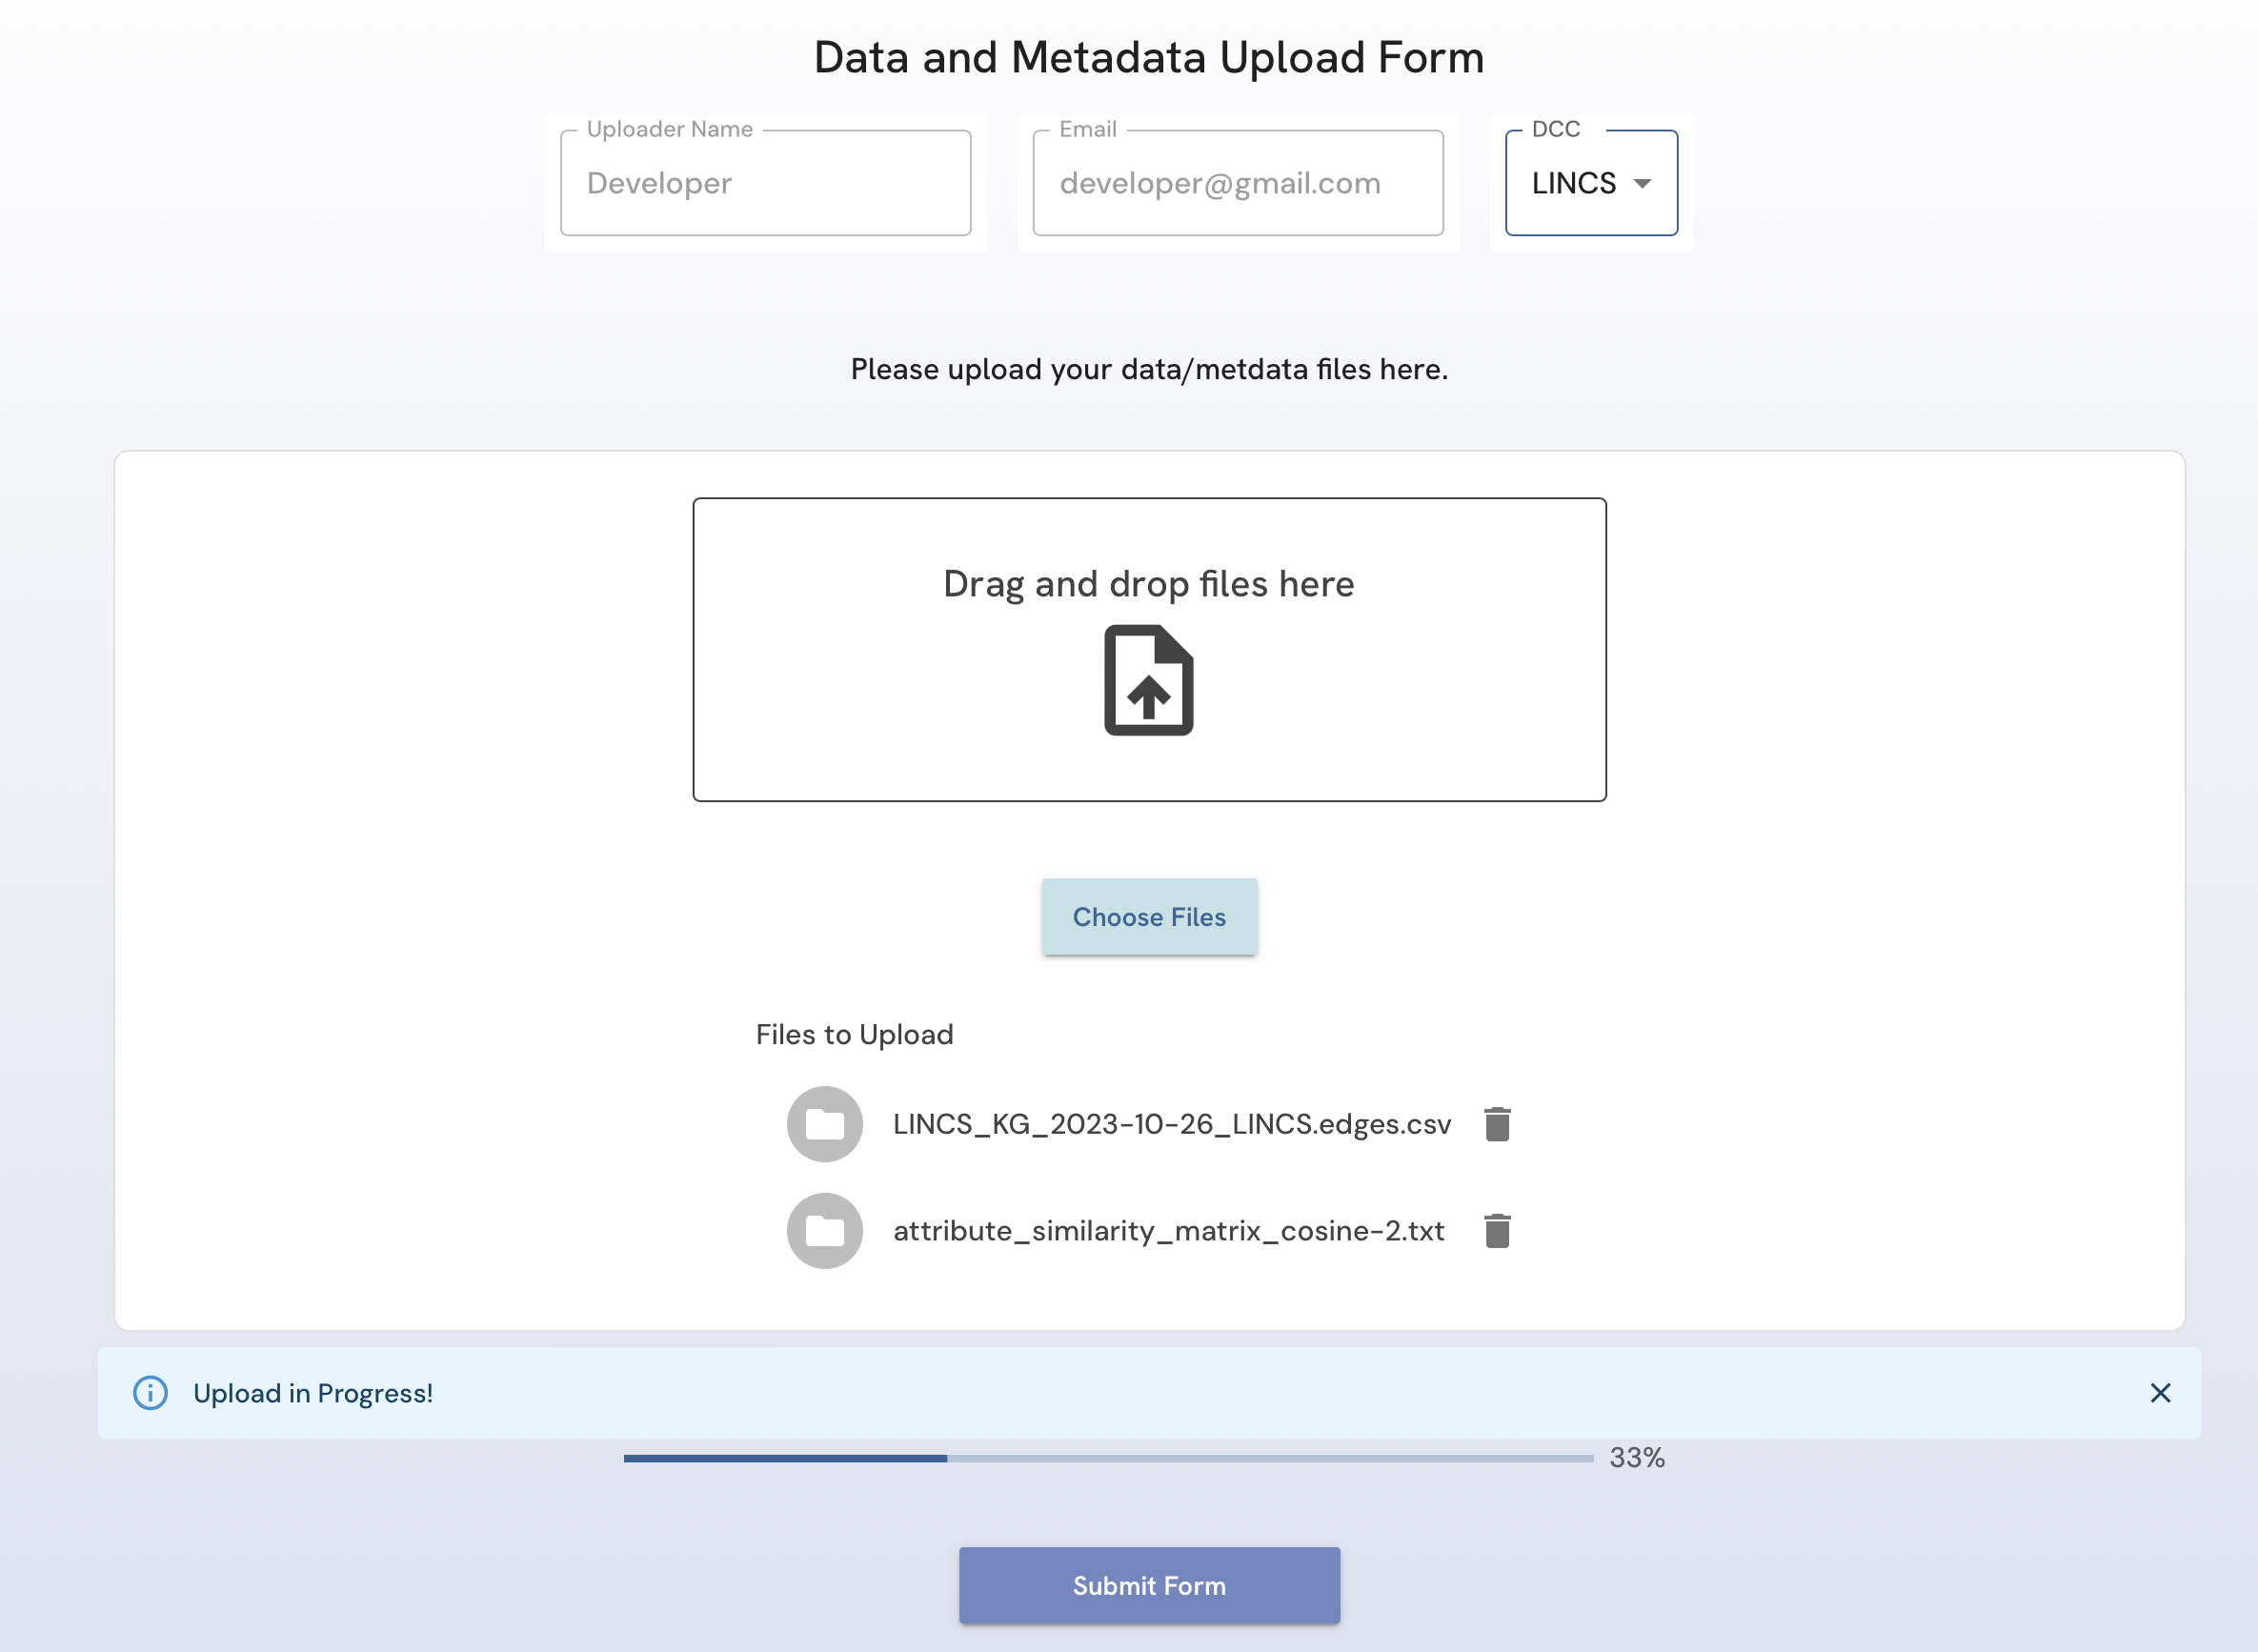 Data and Metadata Upload Form
Uploader Name
Developer
Email
developer@gmail.com
DCC
LINCS
Please upload your data/metdata files here.
Drag and drop files here
Choose Files
Files to Upload
LINCS_KG_2023-10-26_LINCS.edges.csv
attribute_similarity_matrix_cosine-2.txt
Upload in Progress!
33%
Submit Form